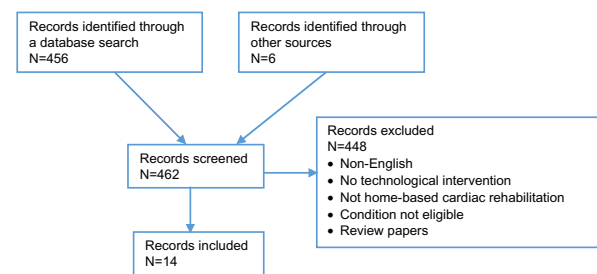 Records identified through
a database search
N=456
Records identified through
other sources
N=6
Records screened
N=462
Records excluded
N=448
• Non-English
• No technological intervention
• Not home-based cardiac rehabilitation
• Condition not eligible
• Review papers
Records included
N=14